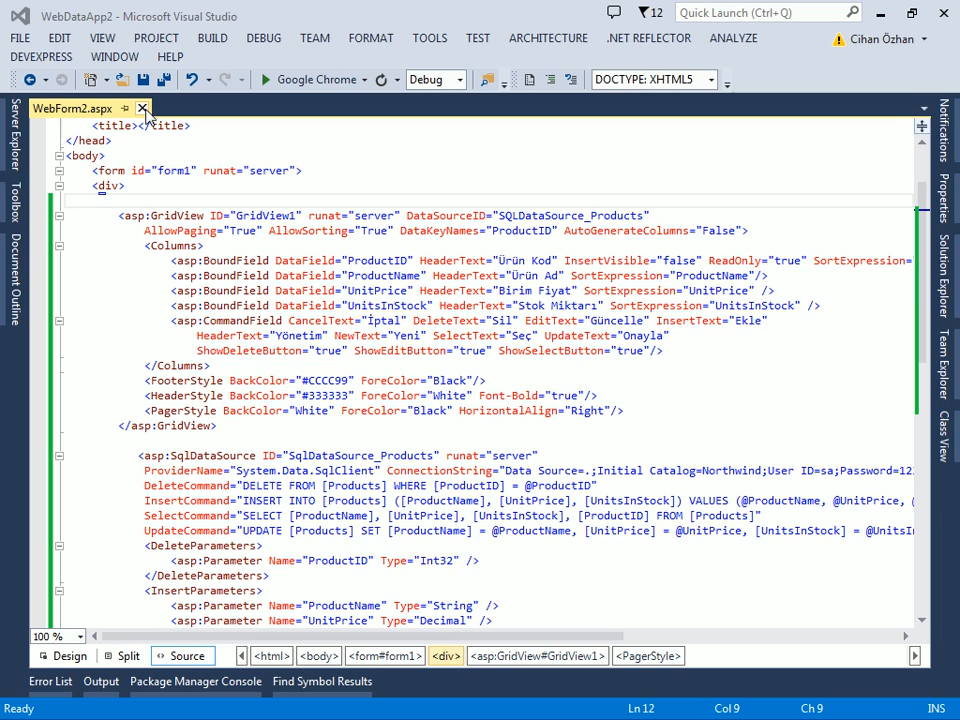 WebDataApp2 - Microsoft Visual Studio
12
Quick Launch (Ctrl+Q)
FILE EDIT VIEW PROJECT BUILD DEBUG TEAM FORMAT TOOLS TEST ARCHITECTURE .NET REFLECTOR ANALYZE
Cihan Özhan
DEVEXPRESS WINDOW HELP
Google Chrome
Debug
DOCTYPE: XHTML5
WebForm2.aspx
Server Explorer
Toolbox
Document Outline
Notifications
Properties
Solution Explorer
Team Explorer
Class View
<title></title>
</head>
<body>
<form id="form1" runat="server">
<div>
<asp:GridView ID="GridView1" runat="server" DataSourceID="SQLDataSource_Products"
AllowPaging="True" AllowSorting="True" DataKeyNames="ProductID" AutoGenerateColumns="False">
<Columns>
<asp:BoundField DataField="ProductID" HeaderText="Ürün Kod" InsertVisible="false" ReadOnly="true" SortExpression=
<asp:BoundField DataField="ProductName" HeaderText="Ürün Ad" SortExpression="ProductName"/>
<asp:BoundField DataField="UnitPrice" HeaderText="Birim Fiyat" SortExpression="UnitPrice" />
<asp:BoundField DataField="UnitsInStock" HeaderText="Stok Miktarı" SortExpression="UnitsInStock" />
<asp:CommandField CancelText="İptal" DeleteText="Sil" EditText="Güncelle" InsertText="Ekle"
HeaderText="Yönetim" NewText="Yeni" SelectText="Seç" UpdateText="Onayla"
ShowDeleteButton="true" ShowEditButton="true" ShowSelectButton="true"/>
</Columns>
<FooterStyle BackColor="#CCCC99" ForeColor="Black"/>
<HeaderStyle BackColor="#333333" ForeColor="White" Font-Bold="true"/>
<PagerStyle BackColor="White" ForeColor="Black" HorizontalAlign="Right"/>
</asp:GridView>
<asp:SqlDataSource ID="SqlDataSource_Products" runat="server"
ProviderName="System.Data.SqlClient" ConnectionString="Data Source=.;Initial Catalog=Northwind;User ID=sa;Password=12
DeleteCommand="DELETE FROM [Products] WHERE [ProductID] = @ProductID"
InsertCommand="INSERT INTO [Products] ([ProductName], [UnitPrice], [UnitsInStock]) VALUES (@ProductName, @UnitPrice,
SelectCommand="SELECT [ProductName], [UnitPrice], [UnitsInStock], [ProductID] FROM [Products]"
UpdateCommand="UPDATE [Products] SET [ProductName] = @ProductName, [UnitPrice] = @UnitPrice, [UnitsInStock] = @UnitsIn
<DeleteParameters>
<asp:Parameter Name="ProductID" Type="Int32" />
</DeleteParameters>
<InsertParameters>
<asp:Parameter Name="ProductName" Type="String" />
<asp:Parameter Name="UnitPrice" Type="Decimal" />
100 %
Design Split Source <html> <body> <form#form1> <div> <asp:GridView#GridView1> <PagerStyle>
Error List Output Package Manager Console Find Symbol Results
Ready Ln 12 Col 9 Ch 9 INS